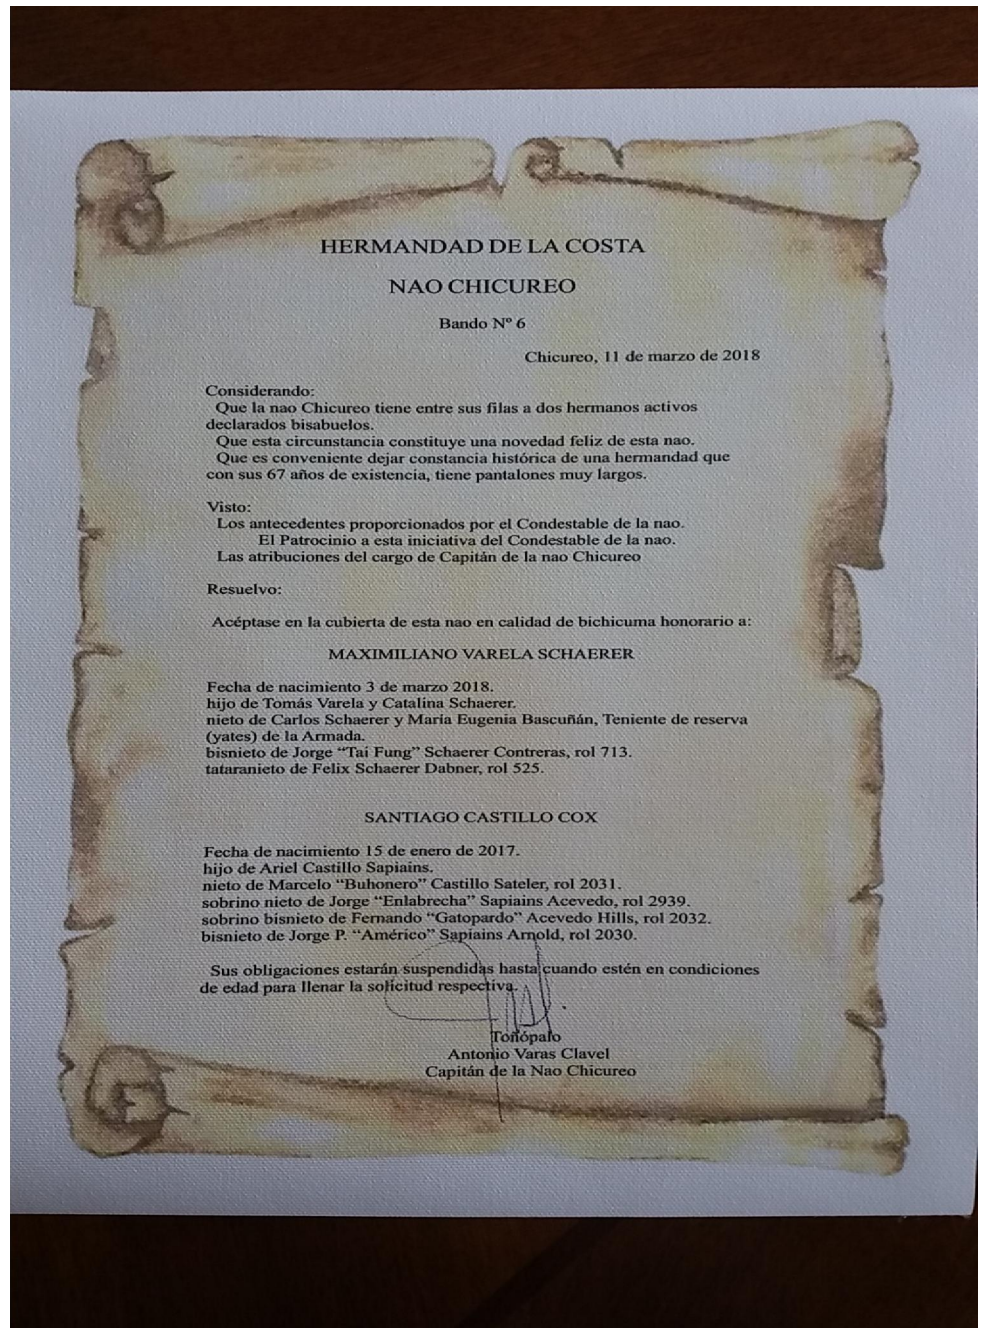 HERMANDAD DE LA COSTA
NAO CHICUREO
Bando Nº 6
Chicureo, 11 de marzo de 2018
Considerando:
Que la nao Chicureo tiene entre sus filas a dos hermanos activos
declarados bisabuelos.
Que esta circunstancia constituye una novedad feliz de esta nao.
Que es conveniente dejar constancia histórica de una hermandad que
con sus 67 años de existencia, tiene pantalones muy largos.
Visto:
Los antecedentes proporcionados por el Condestable de la nao.
El Patrocinio a esta iniciativa del Condestable de la nao.
Las atribuciones del cargo de Capitán de la nao Chicureo
Resuelvo:
Acéptase en la cubierta de esta nao en calidad de bichicuma honorario a:
MAXIMILIANO VARELA SCHAERER
Fecha de nacimiento 3 de marzo 2018.
hijo de Tomás Varela y Catalina Schaerer.
nieto de Carlos Schaerer y María Eugenia Bascuñán, Teniente de reserva
(yates) de la Armada.
bisnieto de Jorge “Tai Fung” Schaerer Contreras, rol 713.
tataranieto de Felix Schaerer Dabner, rol 525.
SANTIAGO CASTILLO COX
Fecha de nacimiento 15 de enero de 2017.
hijo de Ariel Castillo Sapiains.
nieto de Marcelo “Buhonero” Castillo Sateler, rol 2031.
sobrino nieto de Jorge “Enlabrecha” Sapiains Acevedo, rol 2939.
sobrino bisnieto de Fernando “Gatopardo” Acevedo Hills, rol 2032.
bisnieto de Jorge P. “Américo” Sapiains Arnold, rol 2030.
Sus obligaciones estarán suspendidas hasta cuando estén en condiciones
de edad para llenar la solicitud respectiva.
Toñópalo
Antonio Varas Clavel
Capitán de la Nao Chicureo